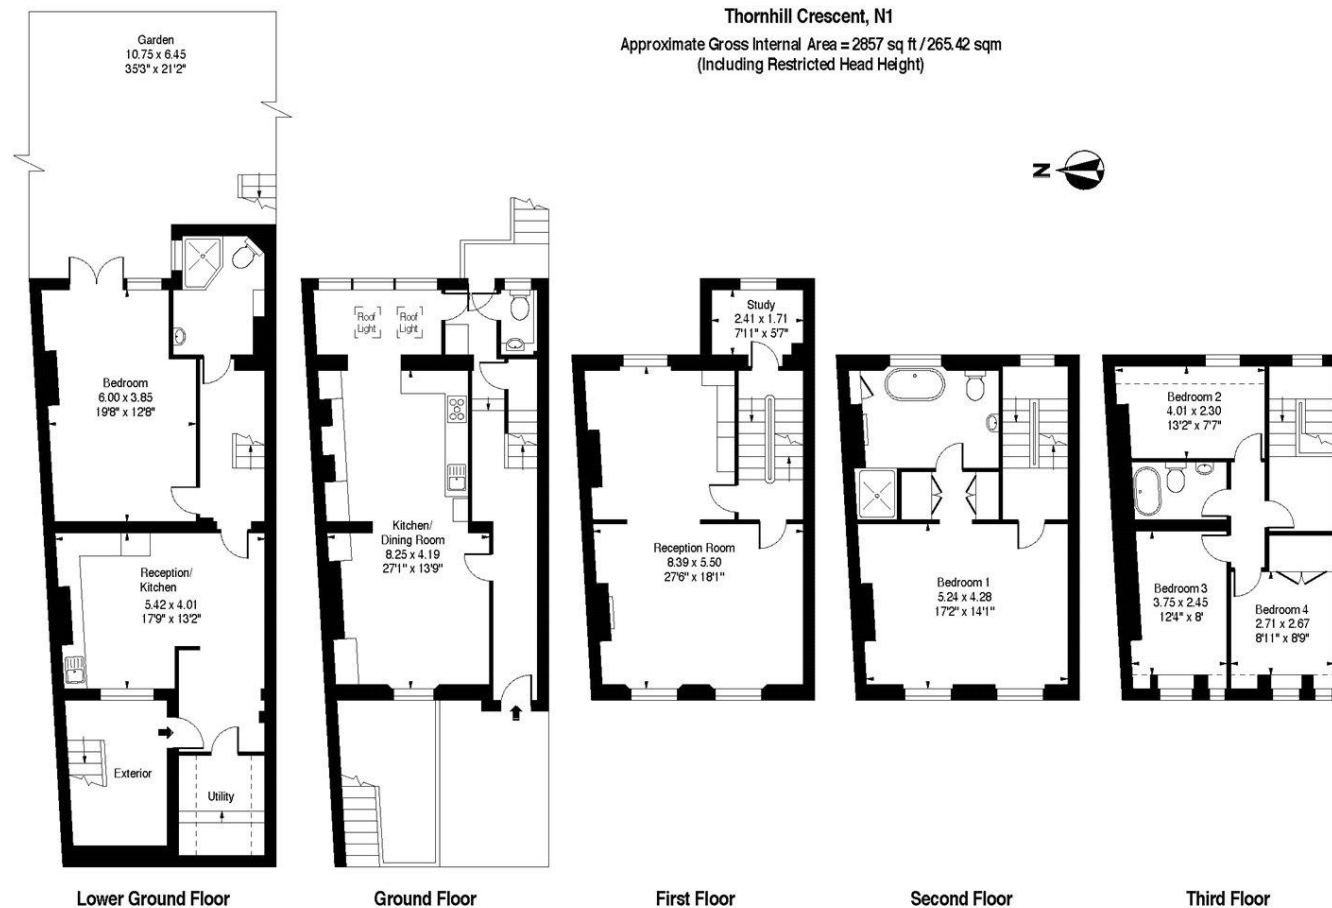 Thornhill Crescent, N1
Approximate Gross Internal Area = 2857 sq ft / 265.42 sqm
(Including Restricted Head Height)
N
Garden
10.75 x 6.45
35'3" x 21'2"
Bedroom
6.00 x 3.85
19'8" x 12'8"
Reception/
Kitchen
5.42 x 4.01
17'9" x 13'2"
Exterior
Utility
Lower Ground Floor
Roof
Light
Roof
Light
Kitchen/
Dining Room
8.25 x 4.19
27'1" x 13'9"
Ground Floor
Study
2.41 x 1.71
7'11" x 5'7"
Reception Room
8.39 x 5.50
27'6" x 18'1"
First Floor
Bedroom 1
5.24 x 4.28
17'2" x 14'1"
Second Floor
Bedroom 2
4.01 x 2.30
13'2" x 7'7"
Bedroom 3
3.75 x 2.45
12'4" x 8'
Bedroom 4
2.71 x 2.67
8'11" x 8'9"
Third Floor